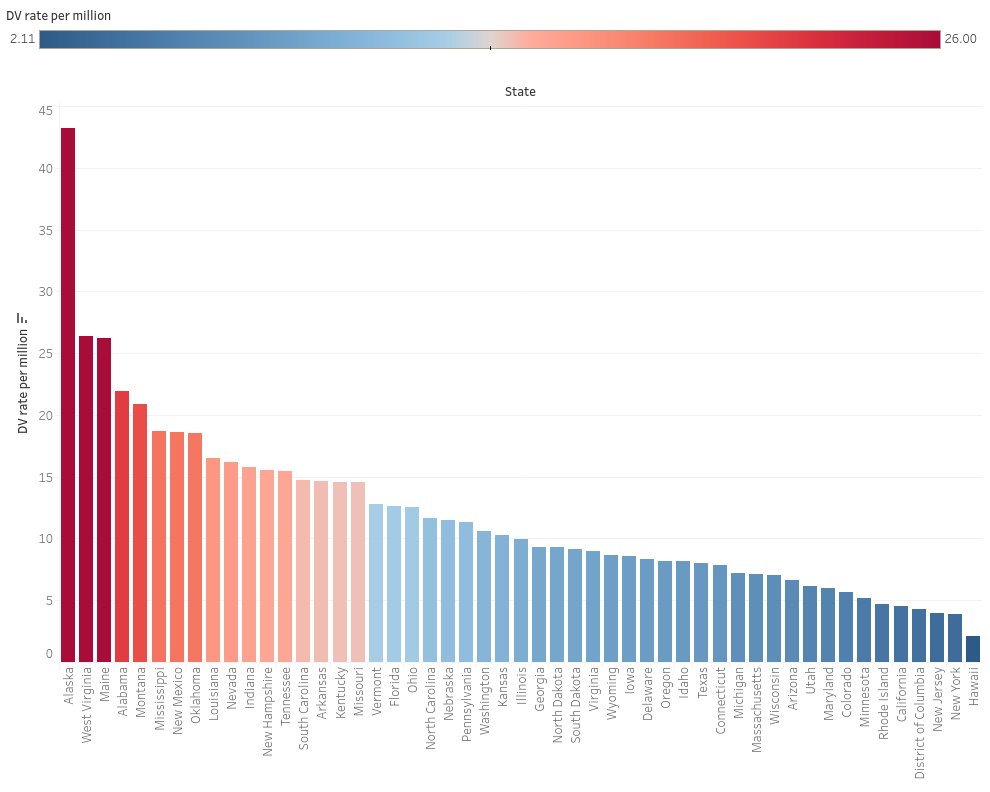 DV rate per million
2.11
26.00
State
45
40
35
30
25
20
15
10
5
0
DV rate per million
Alaska
West Virginia
Maine
Alabama
Montana
Mississippi
New Mexico
Oklahoma
Louisiana
Nevada
Indiana
New Hampshire
Tennessee
South Carolina
Arkansas
Kentucky
Missouri
Vermont
Florida
Ohio
North Carolina
Nebraska
Pennsylvania
Washington
Kansas
Illinois
Georgia
North Dakota
South Dakota
Virginia
Wyoming
Iowa
Delaware
Oregon
Idaho
Texas
Connecticut
Michigan
Massachusetts
Wisconsin
Arizona
Utah
Maryland
Colorado
Minnesota
Rhode Island
California
District of Columbia
New Jersey
New York
Hawaii